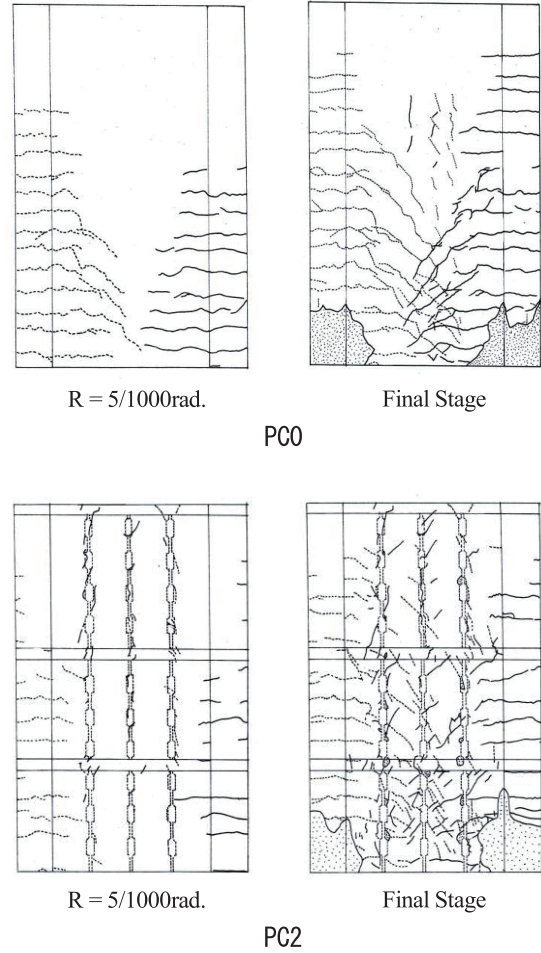 R = 5/1000rad.
Final Stage
PC0
R = 5/1000rad.
Final Stage
PC2